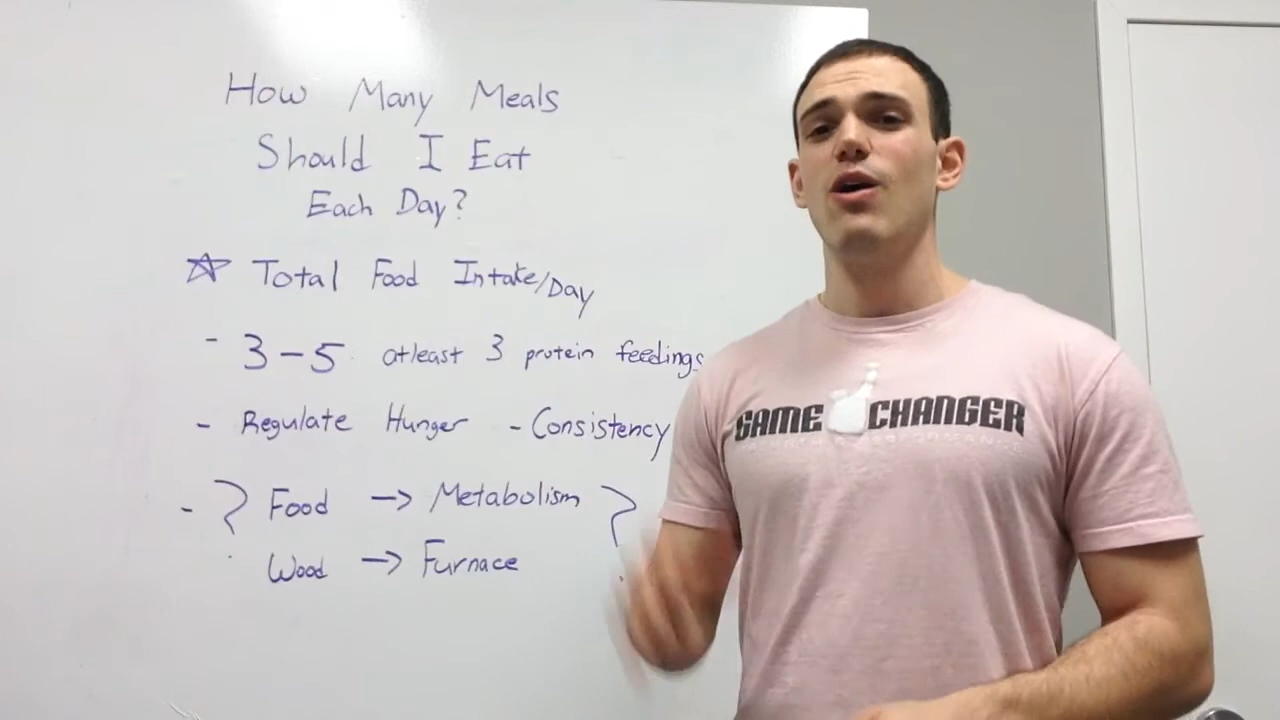 How Many Meals
Should I Eat
Each Day?
☆ Total Food Intake/Day
- 3-5 atleast 3 protein feedings
- Regulate Hunger - Consistency
- ? Food → Metabolism ?
Wood → Furnace
GAME CHANGER